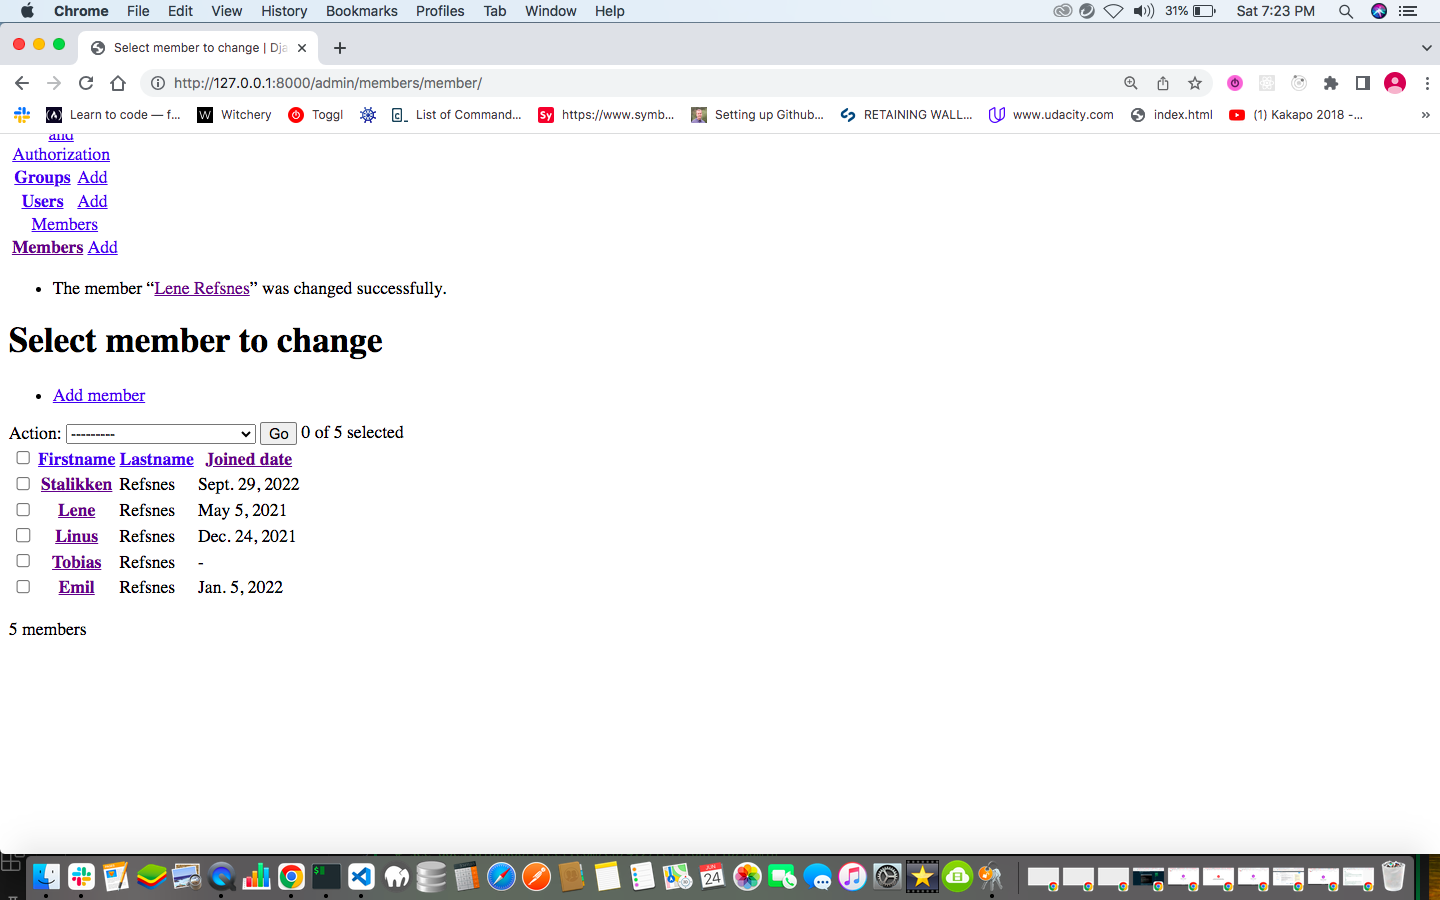 Chrome File Edit View History Bookmarks Profiles Tab Window Help 31% Sat 7:23 PM
Select member to change | Dja
http://127.0.0.1:8000/admin/members/member/
Learn to code — f... W Witchery Toggl List of Command... Sy https://www.symb... Setting up Github... RETAINING WALL... www.udacity.com index.html (1) Kakapo 2018 -... »
and
Authorization
Groups Add
Users Add
Members
Members Add
• The member “Lene Refsnes” was changed successfully.
Select member to change
• Add member
Action: --------- Go 0 of 5 selected
Firstname Lastname Joined date
Stalikken Refsnes Sept. 29, 2022
Lene Refsnes May 5, 2021
Linus Refsnes Dec. 24, 2021
Tobias Refsnes -
Emil Refsnes Jan. 5, 2022
5 members
JUN
24